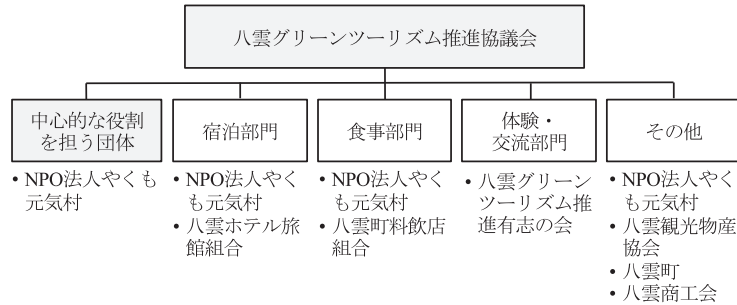 八雲グリーンツーリズム推進協議会
中心的な役割
を担う団体
・NPO法人やくも
元気村
宿泊部門
・NPO法人やく
も元気村
・八雲ホテル旅
館組合
食事部門
・NPO法人やく
も元気村
・八雲町料飲店
組合
体験・
交流部門
・八雲グリーン
ツーリズム推
進有志の会
その他
・NPO法人やく
も元気村
・八雲観光物産
協会
・八雲町
・八雲商工会